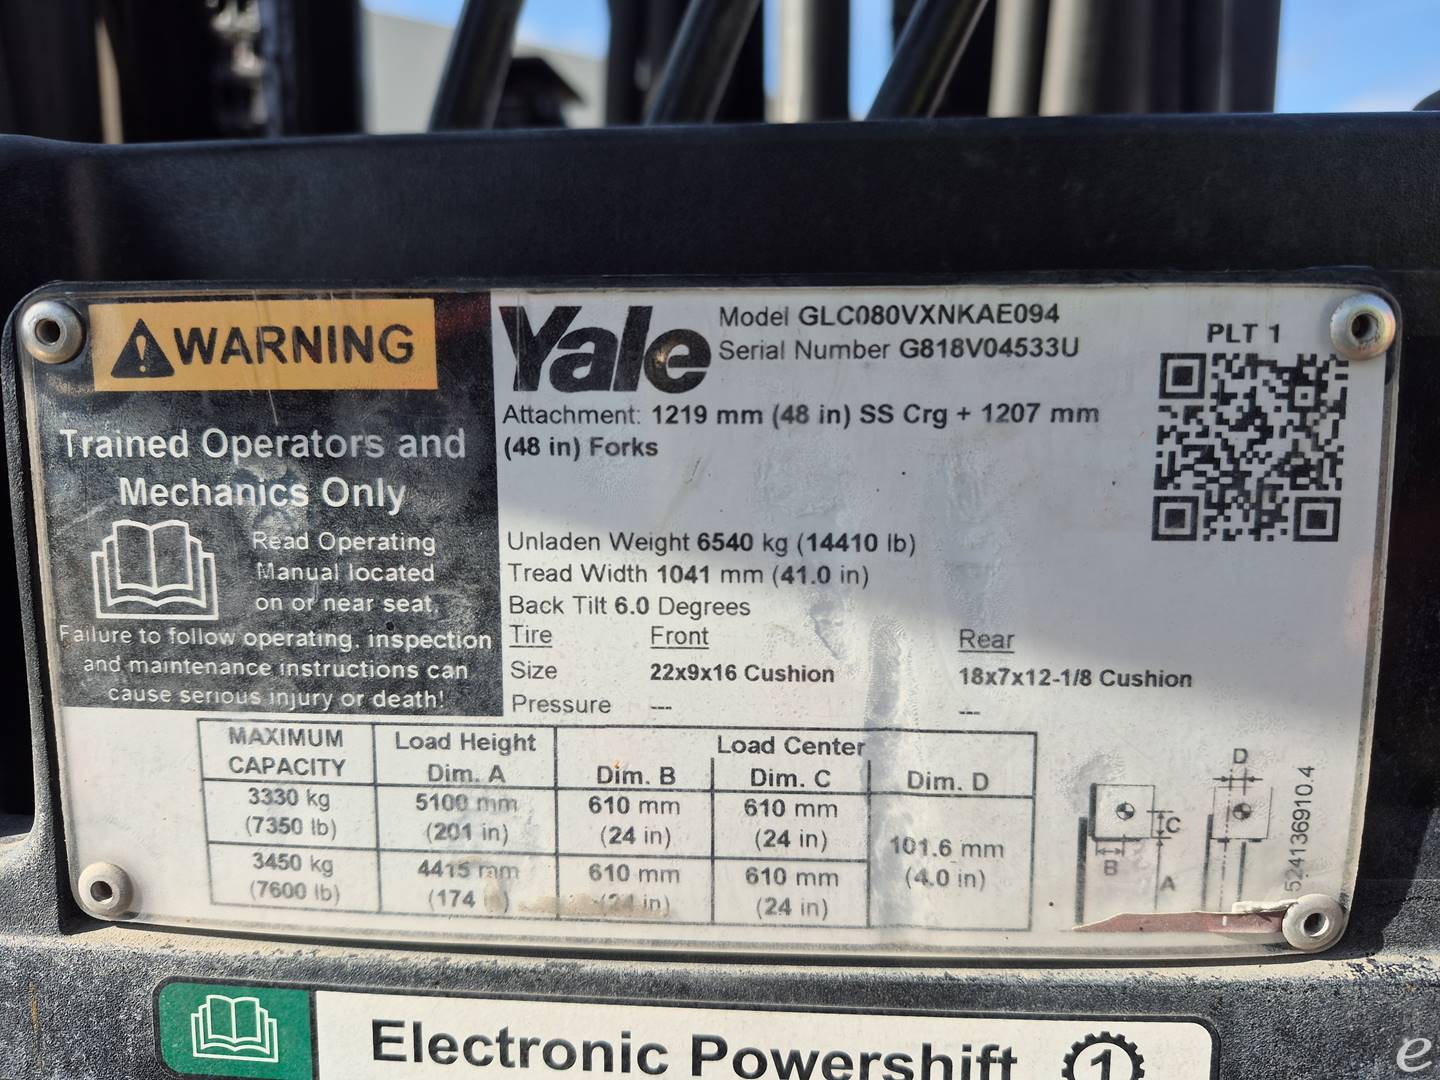 WARNING
Trained Operators and
Mechanics Only
Read Operating
Manual located
on or near seat.
Failure to follow operating, inspection
and maintenance instructions can
cause serious injury or death!
Yale
Model GLC080VXNKAE094
Serial Number G818V04533U
PLT 1
Attachment: 1219 mm (48 in) SS Crg + 1207 mm
(48 in) Forks
Unladen Weight 6540 kg (14410 lb)
Tread Width 1041 mm (41.0 in)
Back Tilt 6.0 Degrees
Tire Front Rear
Size 22x9x16 Cushion 18x7x12-1/8 Cushion
Pressure --- ---
MAXIMUM Load Height Load Center
CAPACITY Dim. A Dim. B Dim. C Dim. D
3330 kg 5100 mm 610 mm 610 mm
(7350 lb) (201 in) (24 in) (24 in)
101.6 mm
(4.0 in)
3450 kg 4415 mm 610 mm 610 mm
(7600 lb) (174 ) (24 in) (24 in)
D
C
B
A
524136910.4
Electronic Powershift 1
e